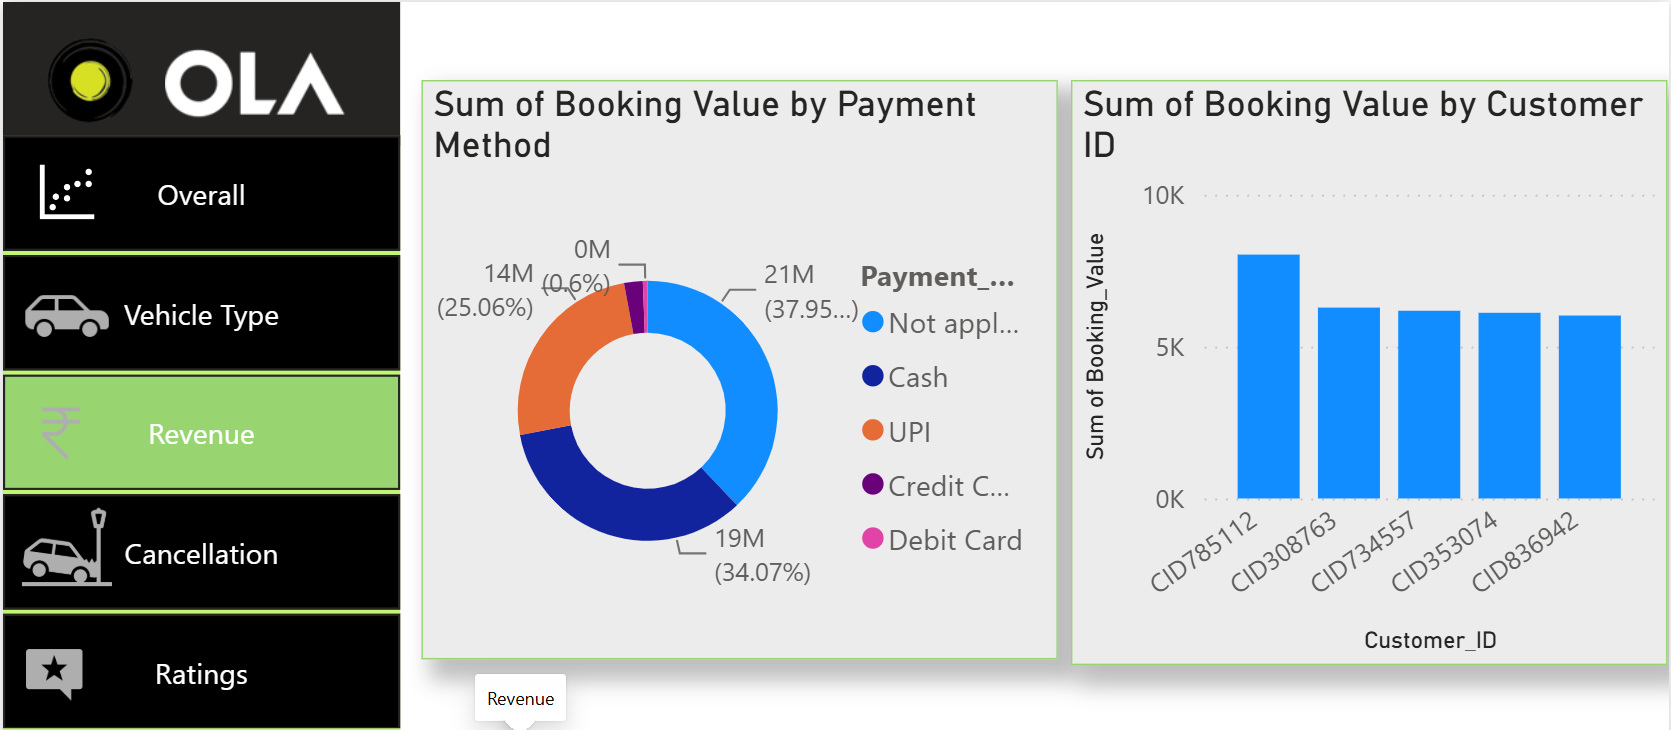 OLA
Overall
Vehicle Type
Revenue
Cancellation
Ratings
Sum of Booking Value by Payment
Method
0M
(0.6%)
14M
(25.06%)
21M
(37.95...)
19M
(34.07%)
Payment_...
Not appl...
Cash
UPI
Credit C...
Debit Card
Sum of Booking Value by Customer
ID
Sum of Booking_Value
10K
5K
0K
CID785112
CID308763
CID734557
CID353074
CID836942
Customer_ID
Revenue